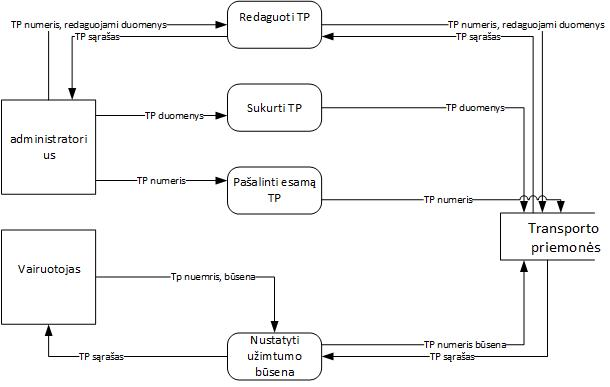 Redaguoti TP
TP numeris, redaguojami duomenys
TP numeris, redaguojami duomenys
TP sąrašas
TP sąrašas
administratori
us
TP duomenys
Sukurti TP
TP duomenys
TP numeris
Pašalinti esamą
TP
TP numeris
Transporto
priemonės
Vairuotojas
Tp nuemris, būsena
Nustatyti
užimtumo
būsena
TP numeris būsena
TP sąrašas
TP sąrašas